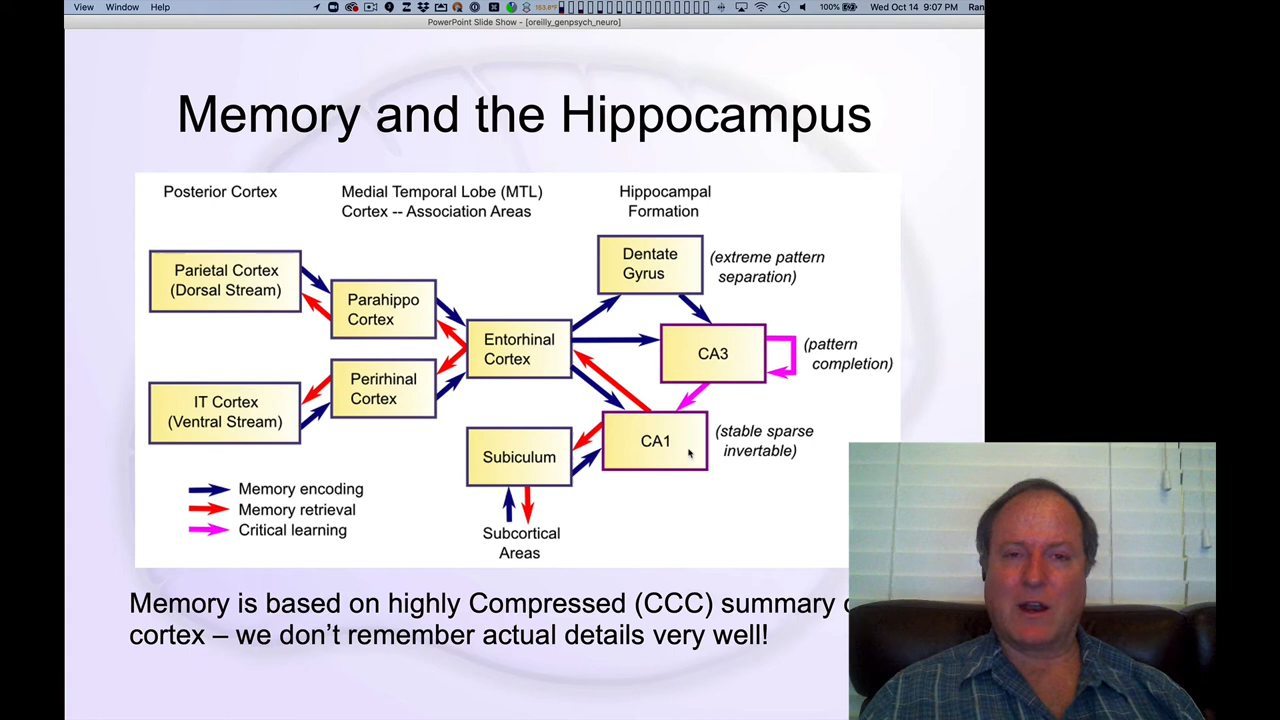 View Window Help
153.8°F
100%
Wed Oct 14 9:07 PM
Ran
PowerPoint Slide Show - [oreilly_genpsych_neuro]
Memory and the Hippocampus
Posterior Cortex
Medial Temporal Lobe (MTL)
Cortex -- Association Areas
Hippocampal
Formation
Parietal Cortex
(Dorsal Stream)
Parahippo
Cortex
Dentate
Gyrus
(extreme pattern
separation)
Entorhinal
Cortex
CA3
(pattern
completion)
IT Cortex
(Ventral Stream)
Perirhinal
Cortex
CA1
(stable sparse
invertable)
Subiculum
Memory encoding
Memory retrieval
Critical learning
Subcortical
Areas
Memory is based on highly Compressed (CCC) summary
cortex – we don't remember actual details very well!